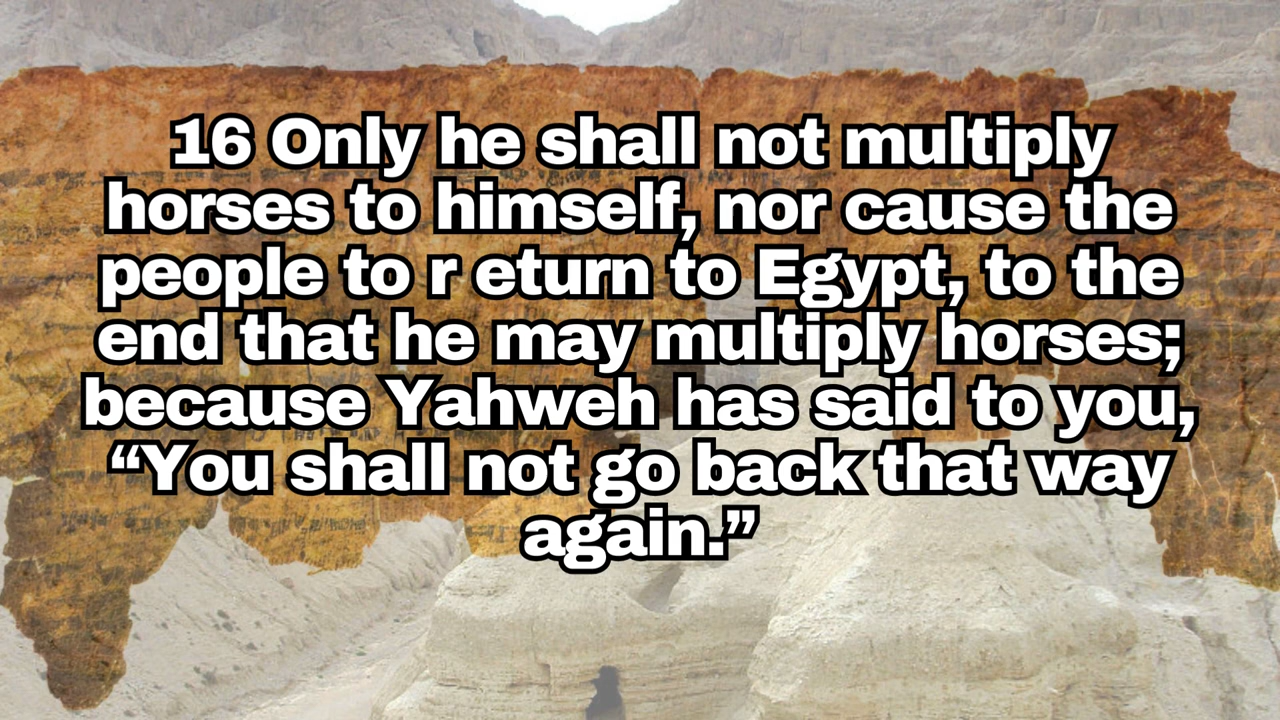 16 Only he shall not multiply
horses to himself, nor cause the
people to r eturn to Egypt, to the
end that he may multiply horses;
because Yahweh has said to you,
“You shall not go back that way
again.”